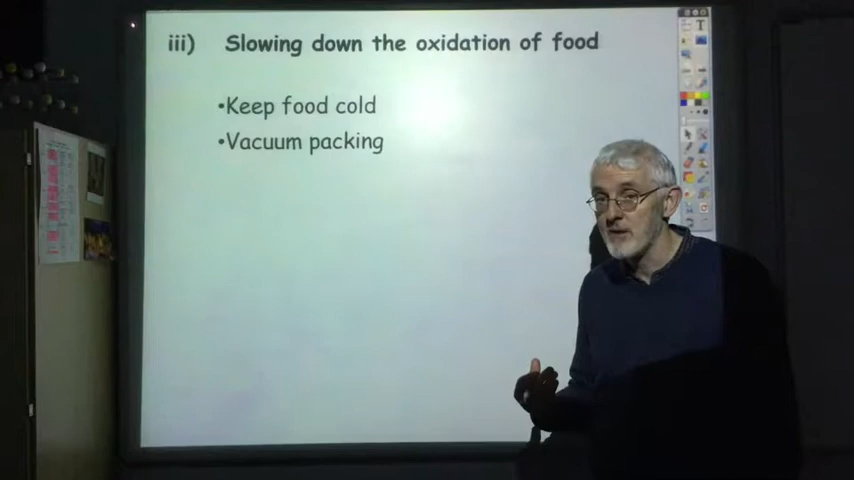 iii) Slowing down the oxidation of food
•Keep food cold
•Vacuum packing
T